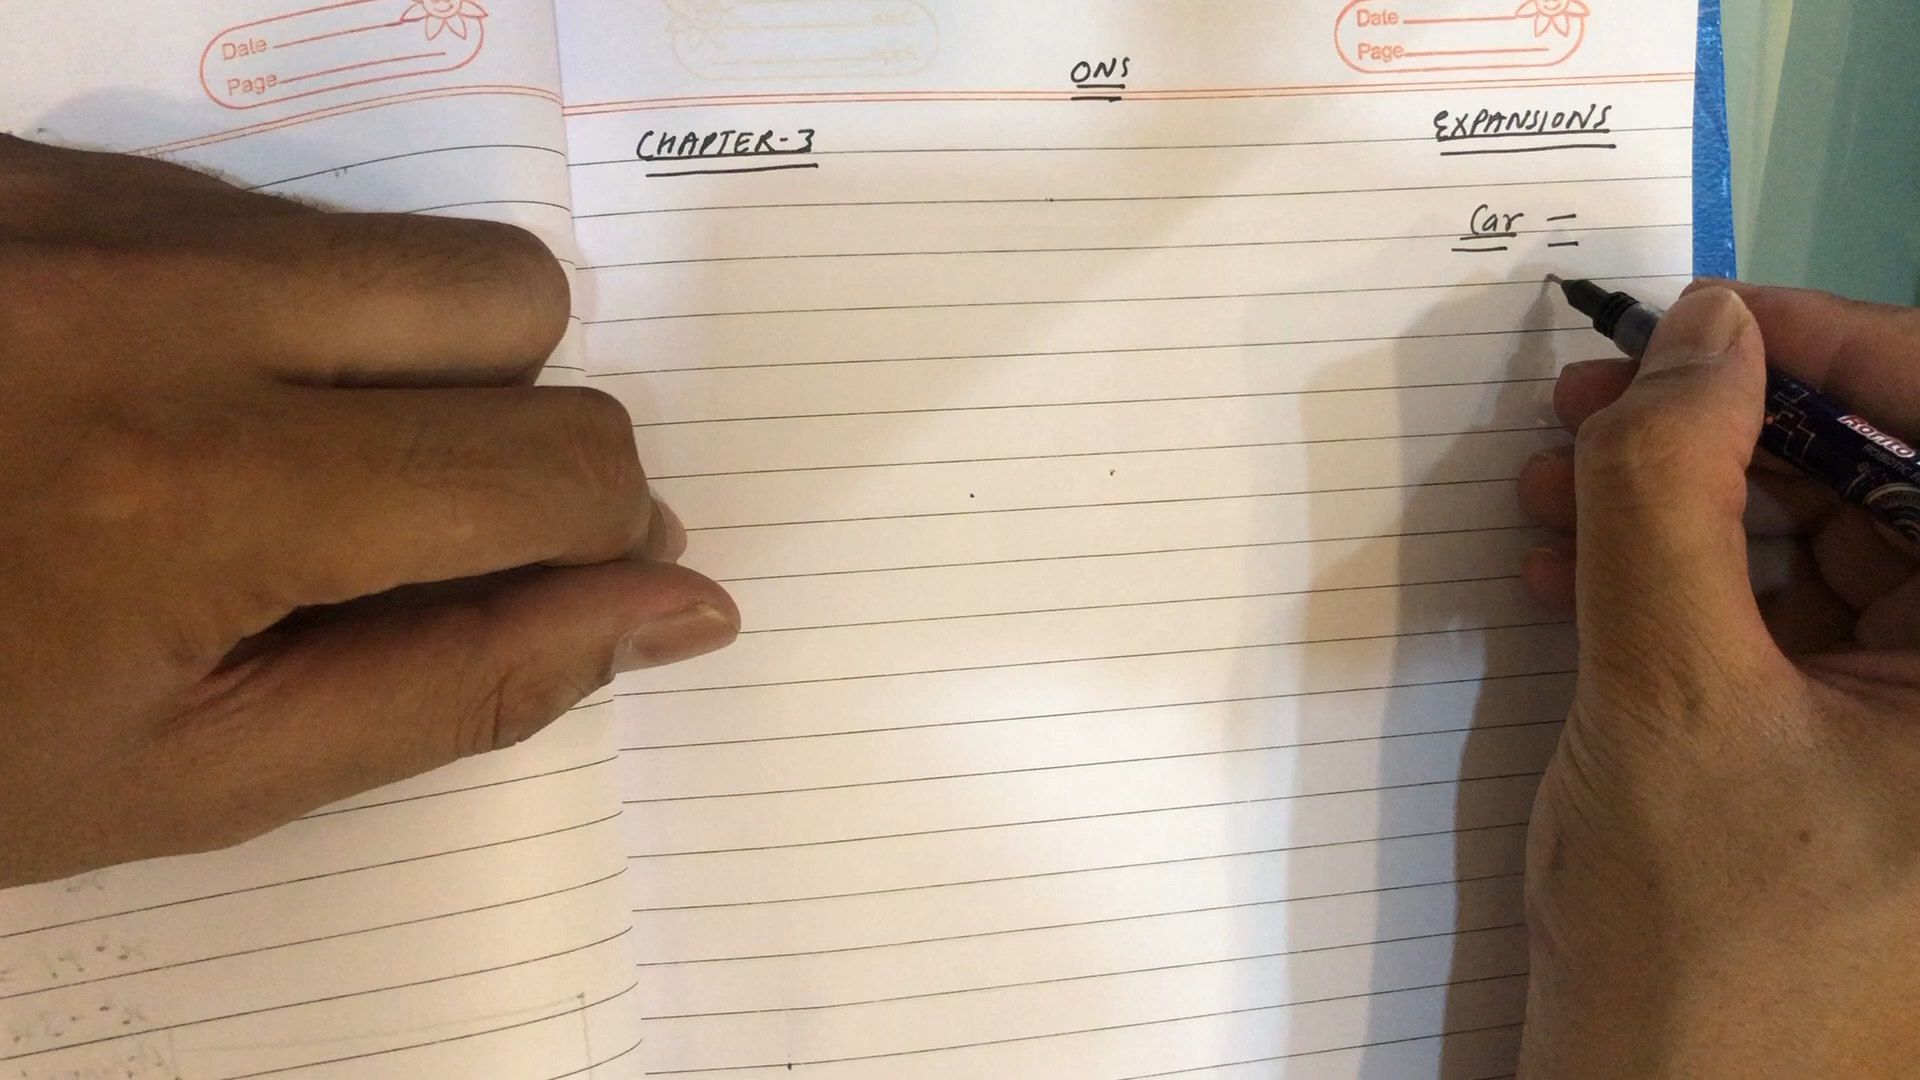 Date
Page
Date
Page
ONS
CHAPTER-3
EXPANSIONS
Car =